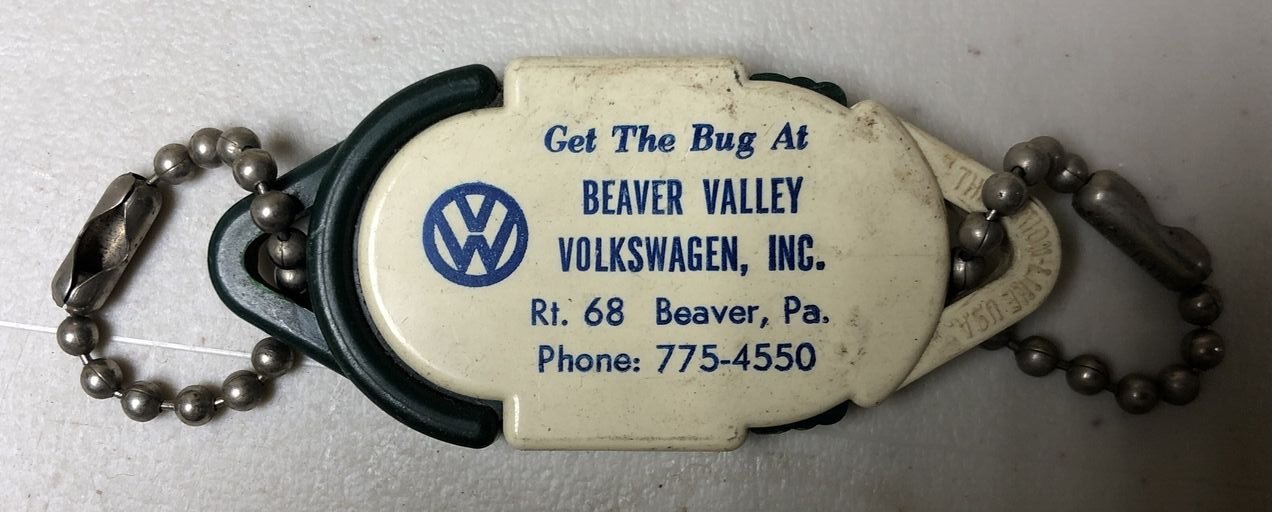 Get The Bug At
BEAVER VALLEY
VOLKSWAGEN, INC.
Rt. 68 Beaver, Pa.
Phone: 775-4550
VW
U.S.A.